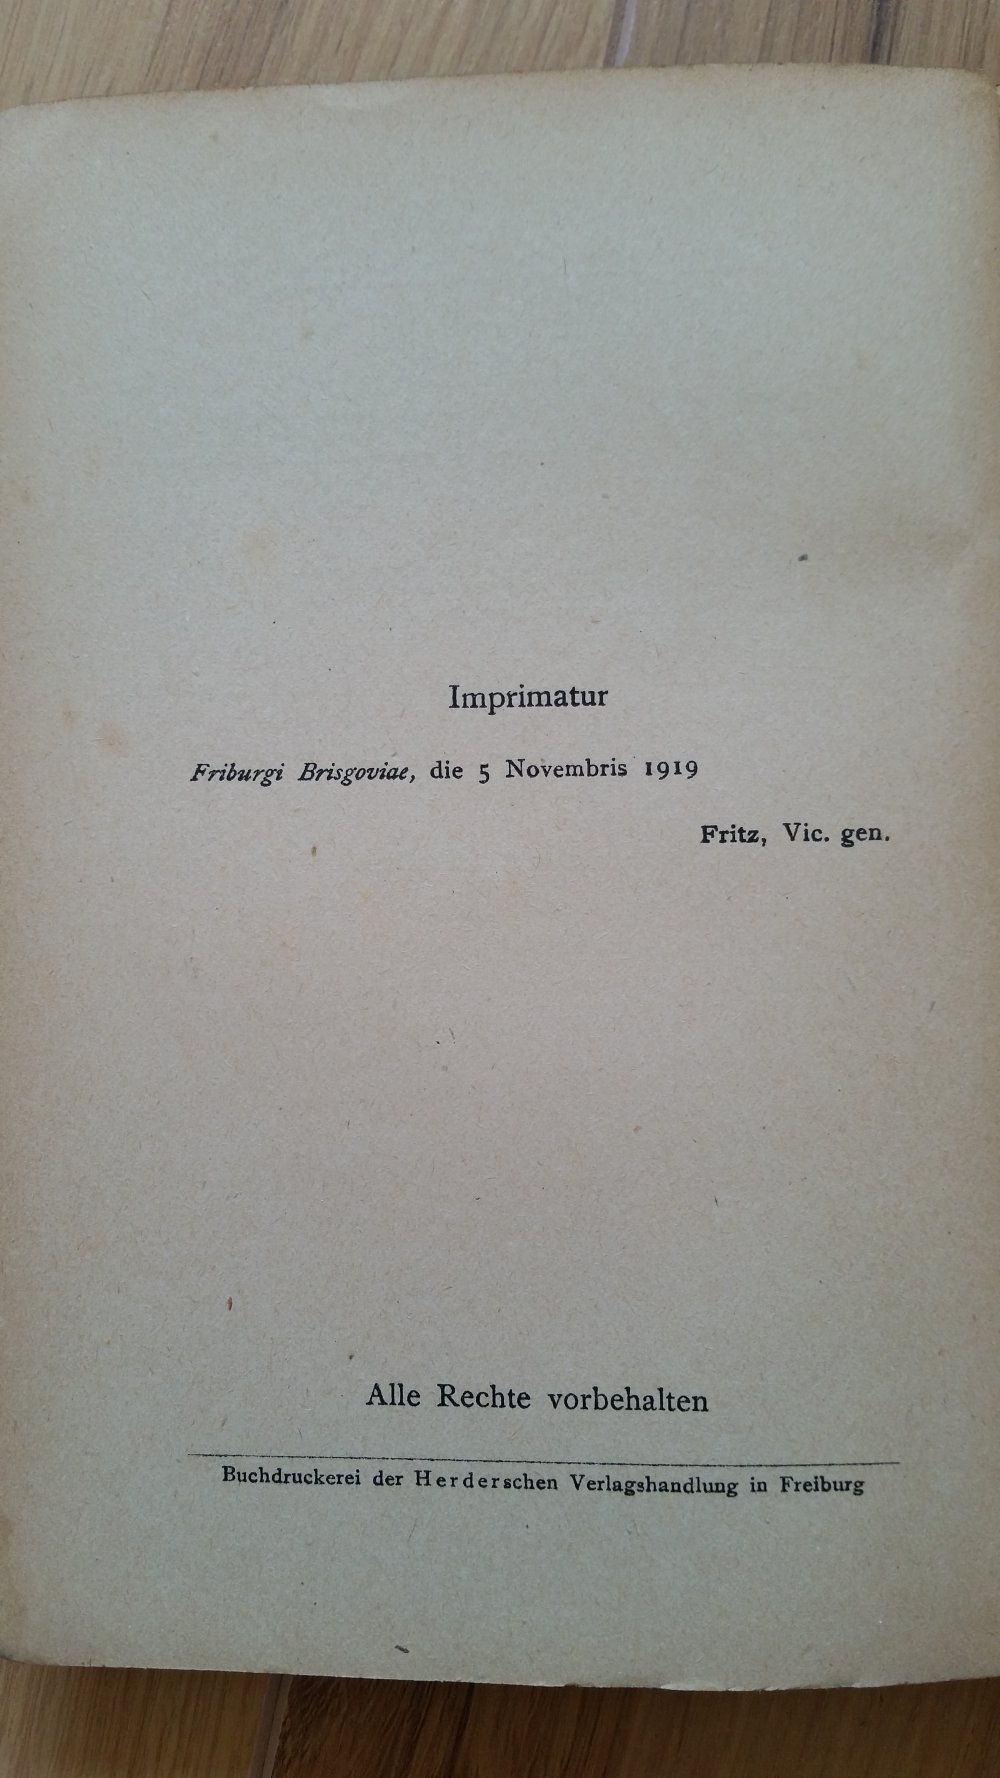 Imprimatur
Friburgi Brisgoviae, die 5 Novembris 1919
Fritz, Vic. gen.
Alle Rechte vorbehalten
Buchdruckerei der Herderschen Verlagshandlung in Freiburg